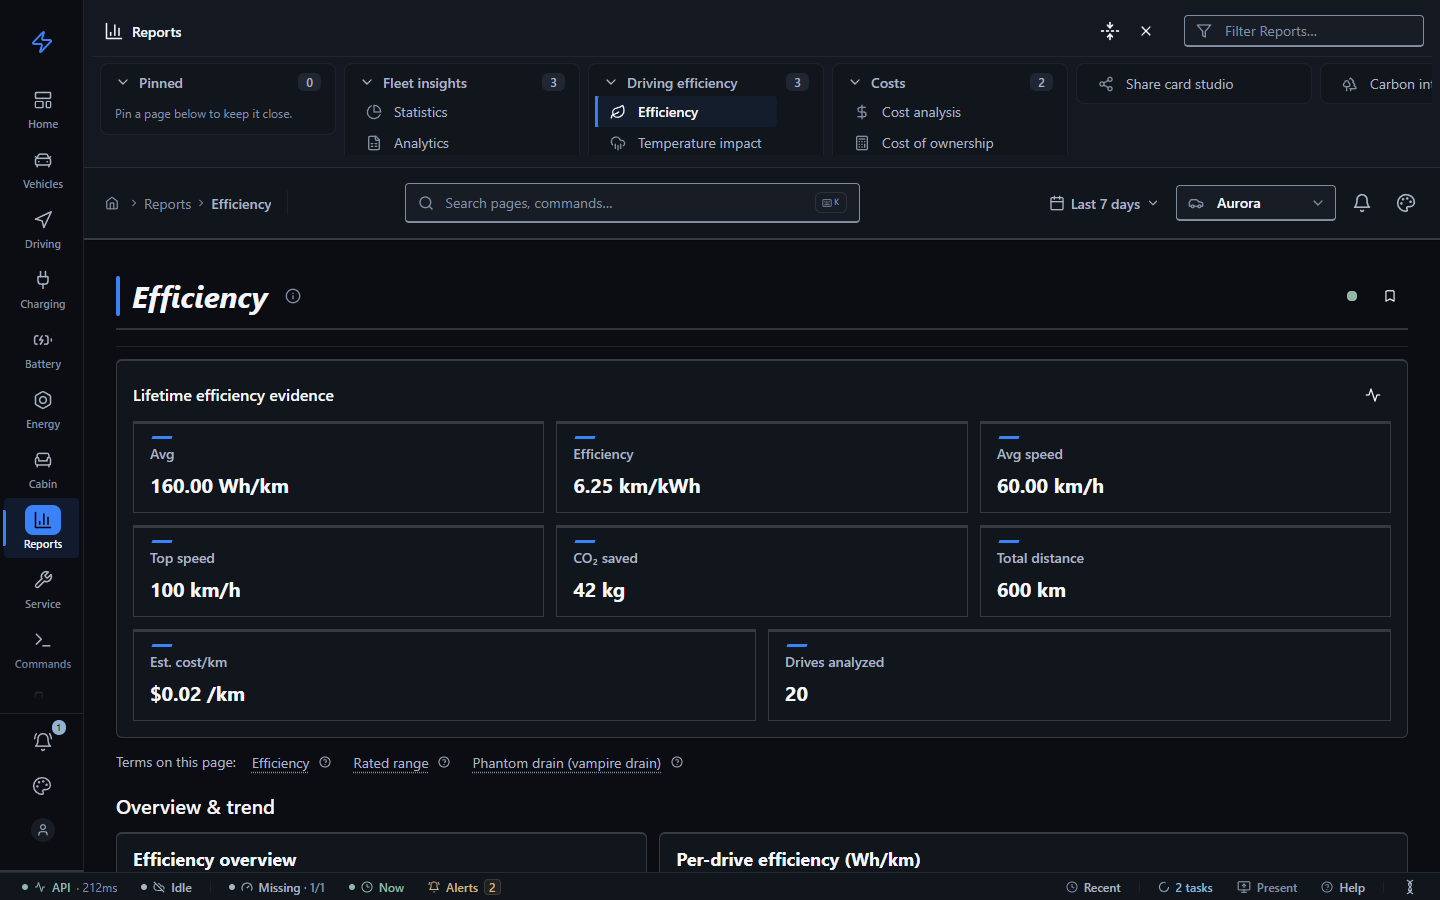 Reports
Filter Reports...
Pinned 0
Pin a page below to keep it close.
Fleet insights 3
Statistics
Analytics
Driving efficiency 3
Efficiency
Temperature impact
Costs 2
Cost analysis
Cost of ownership
Share card studio
Carbon int
Home
Vehicles
Driving
Charging
Battery
Energy
Cabin
Reports
Service
Commands
1
Reports
Efficiency
Search pages, commands...
K
Last 7 days
Aurora
Efficiency
Lifetime efficiency evidence
Avg
160.00 Wh/km
Efficiency
6.25 km/kWh
Avg speed
60.00 km/h
Top speed
100 km/h
CO₂ saved
42 kg
Total distance
600 km
Est. cost/km
$0.02 /km
Drives analyzed
20
Terms on this page: Efficiency Rated range Phantom drain (vampire drain)
Overview & trend
Efficiency overview
Per-drive efficiency (Wh/km)
API · 212ms
Idle
Missing · 1/1
Now
Alerts 2
Recent
2 tasks
Present
Help